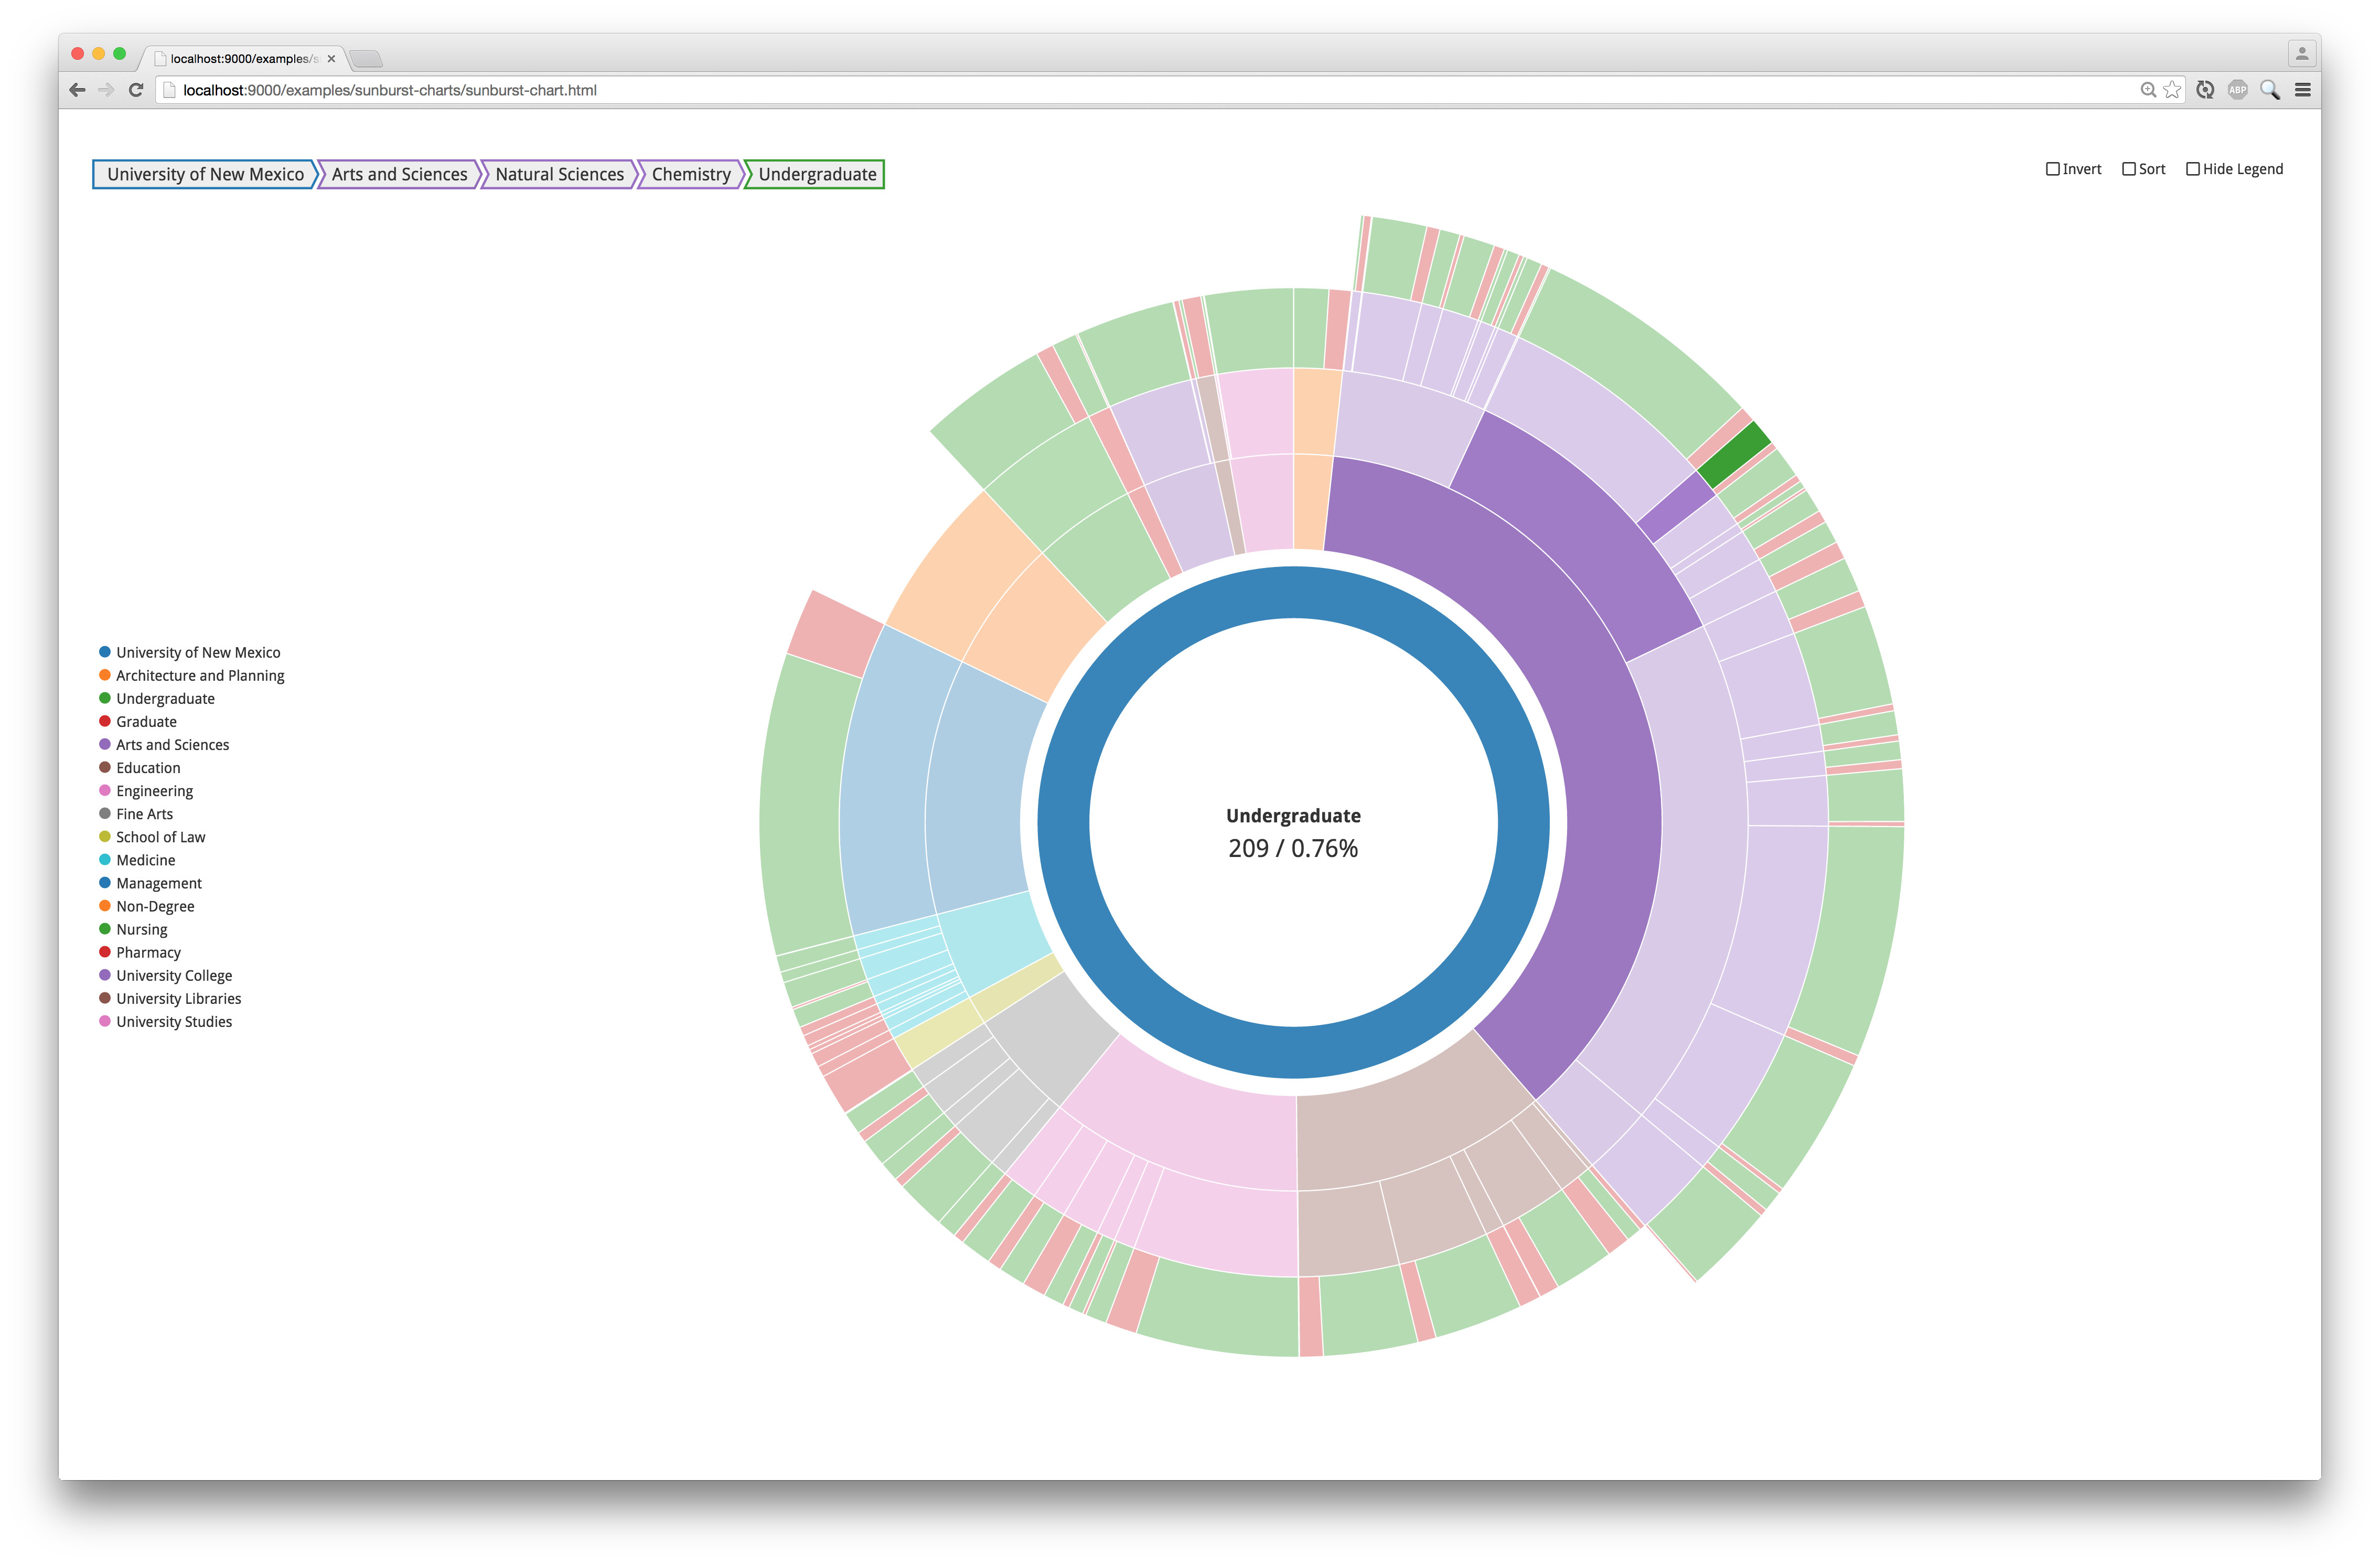 localhost:9000/examples/s
localhost:9000/examples/sunburst-charts/sunburst-chart.html
ABP
University of New Mexico
Arts and Sciences
Natural Sciences
Chemistry
Undergraduate
Invert
Sort
Hide Legend
University of New Mexico
Architecture and Planning
Undergraduate
Graduate
Arts and Sciences
Education
Engineering
Fine Arts
School of Law
Medicine
Management
Non-Degree
Nursing
Pharmacy
University College
University Libraries
University Studies
Undergraduate
209 / 0.76%